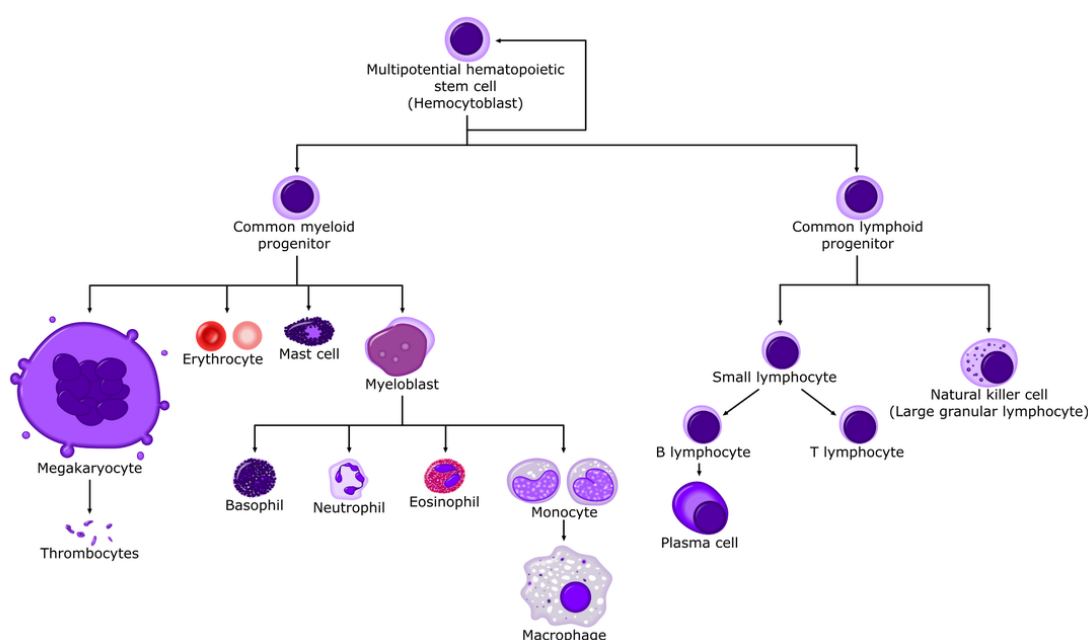 Multipotential hematopoietic
stem cell
(Hemocytoblast)
Common myeloid
progenitor
Common lymphoid
progenitor
Megakaryocyte
Erythrocyte
Mast cell
Myeloblast
Small lymphocyte
Natural killer cell
(Large granular lymphocyte)
Thrombocytes
Basophil
Neutrophil
Eosinophil
Monocyte
B lymphocyte
T lymphocyte
Plasma cell
Macrophage